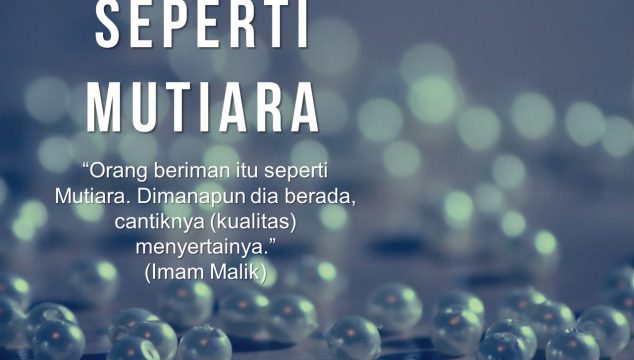 SEPERTI
MUTIARA
“Orang beriman itu seperti
Mutiara. Dimanapun dia berada,
cantiknya (kualitas)
menyertainya.”
(Imam Malik)